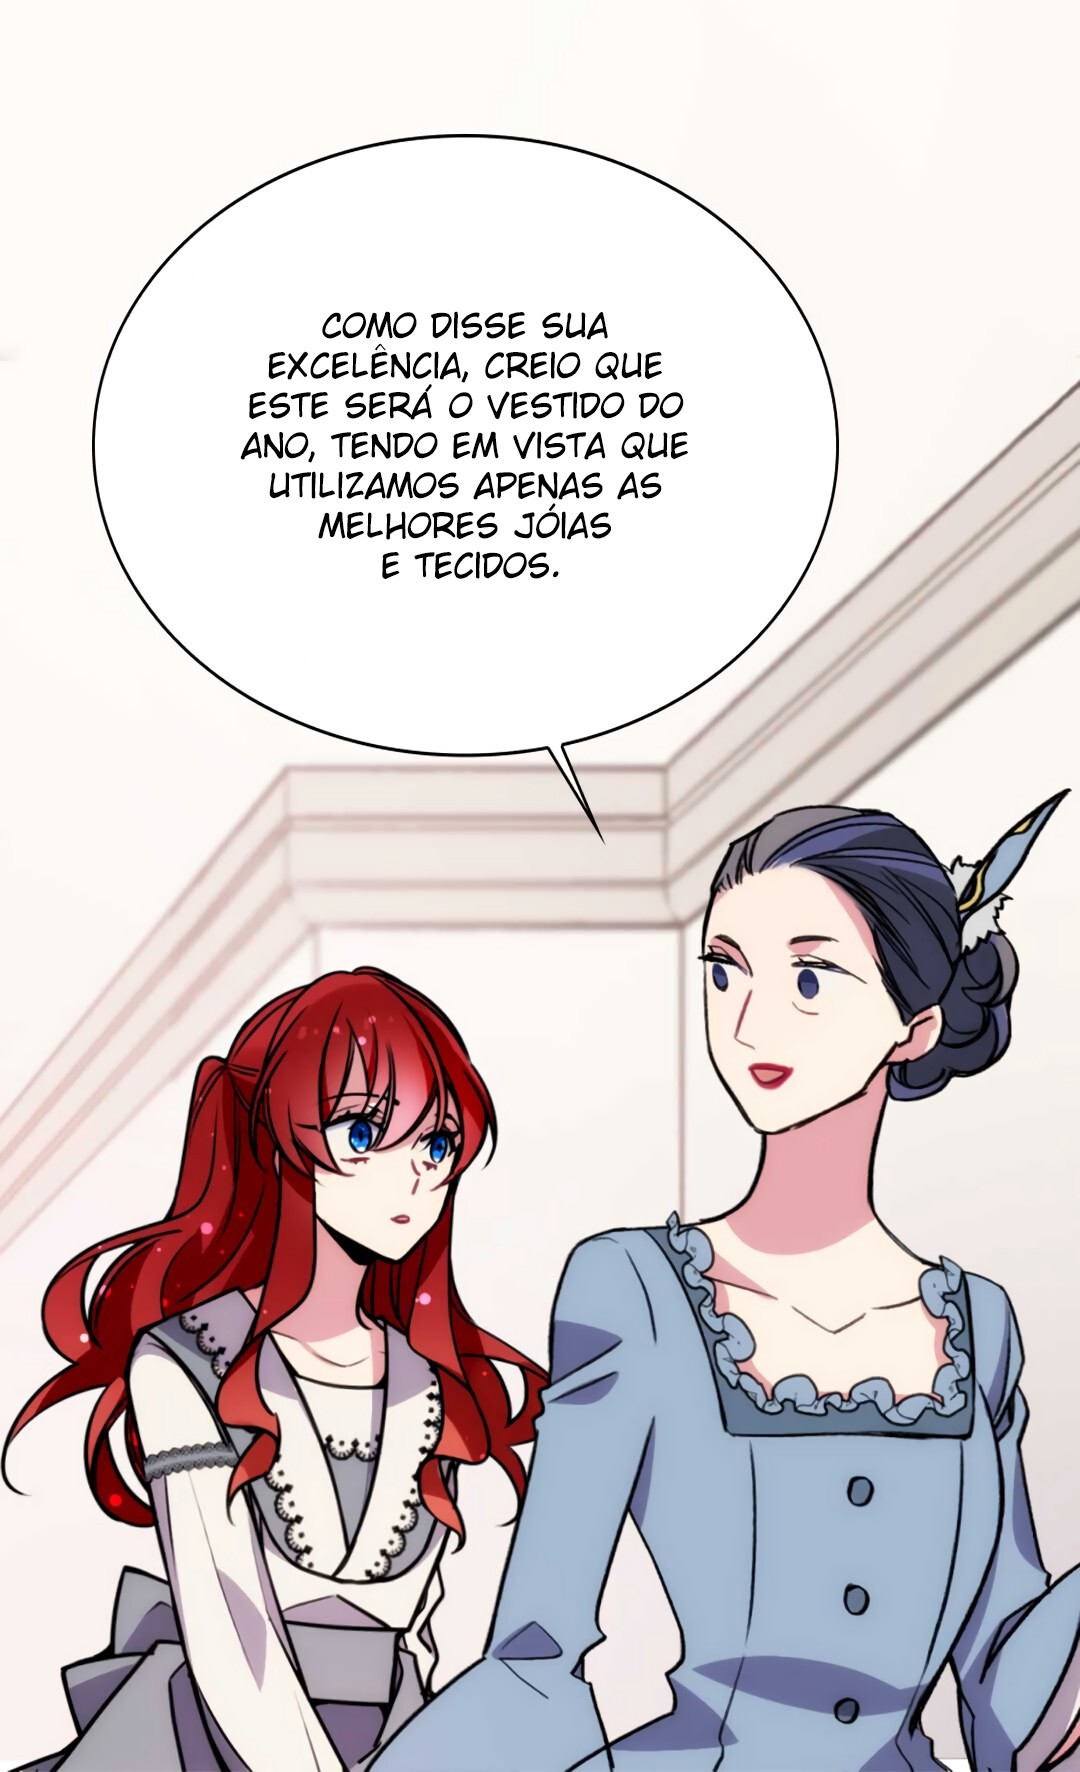 COMO DISSE SUA
EXCELÊNCIA, CREIO QUE
ESTE SERÁ O VESTIDO DO
ANO, TENDO EM VISTA QUE
UTILIZAMOS APENAS AS
MELHORES JÓIAS
E TECIDOS.